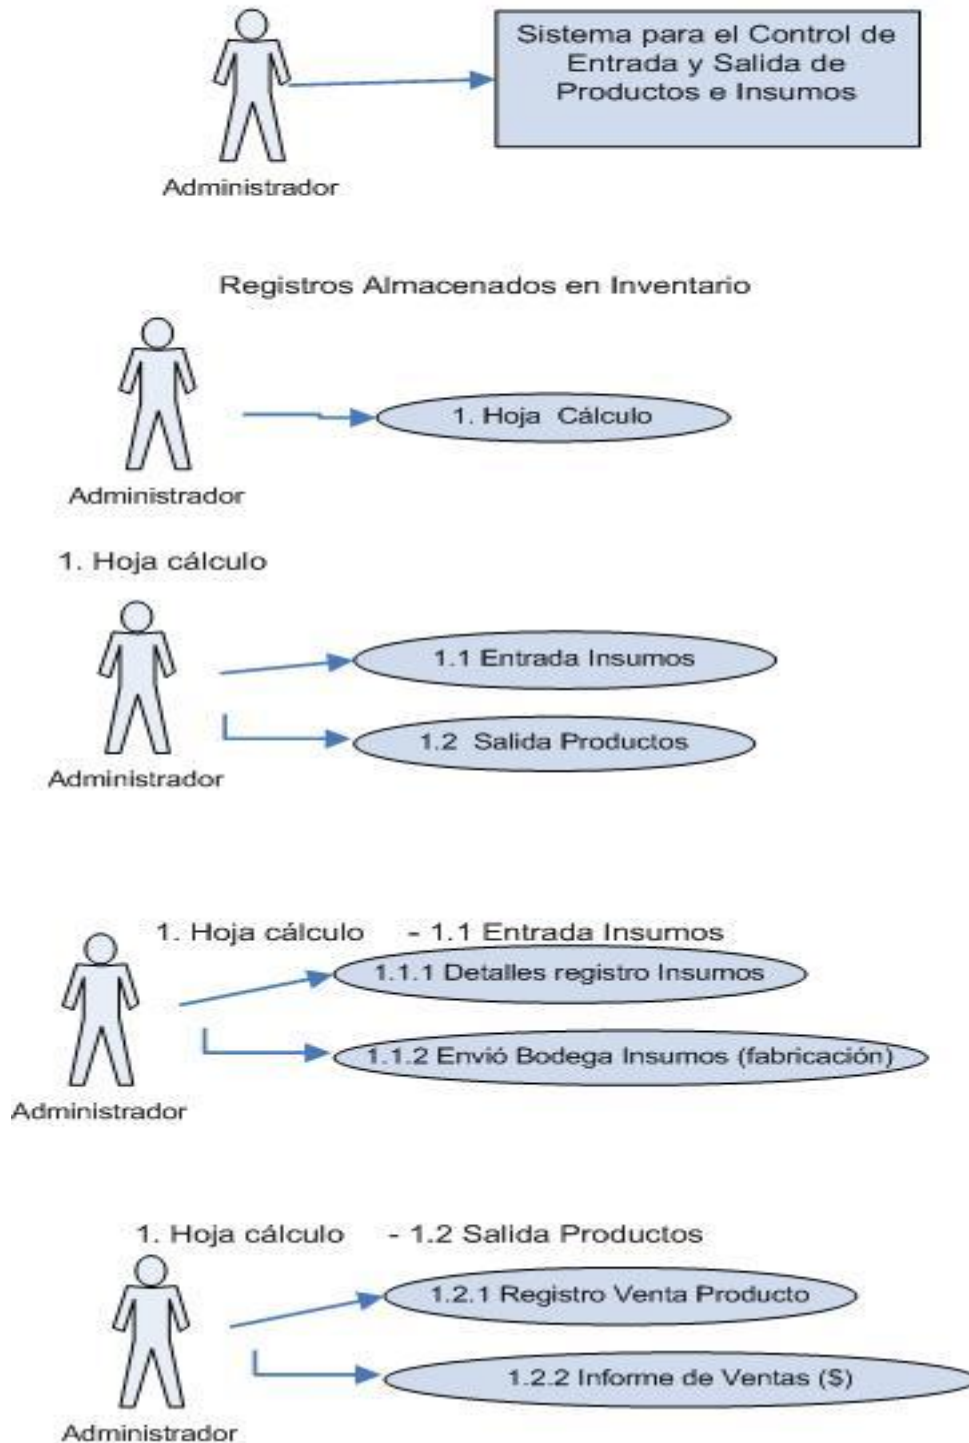 Sistema para el Control de
Entrada y Salida de
Productos e Insumos
Administrador
Registros Almacenados en Inventario
1. Hoja Cálculo
Administrador
1. Hoja cálculo
1.1 Entrada Insumos
1.2 Salida Productos
Administrador
1. Hoja cálculo - 1.1 Entrada Insumos
1.1.1 Detalles registro Insumos
1.1.2 Envió Bodega Insumos (fabricación)
Administrador
1. Hoja cálculo - 1.2 Salida Productos
1.2.1 Registro Venta Producto
1.2.2 Informe de Ventas ($)
Administrador